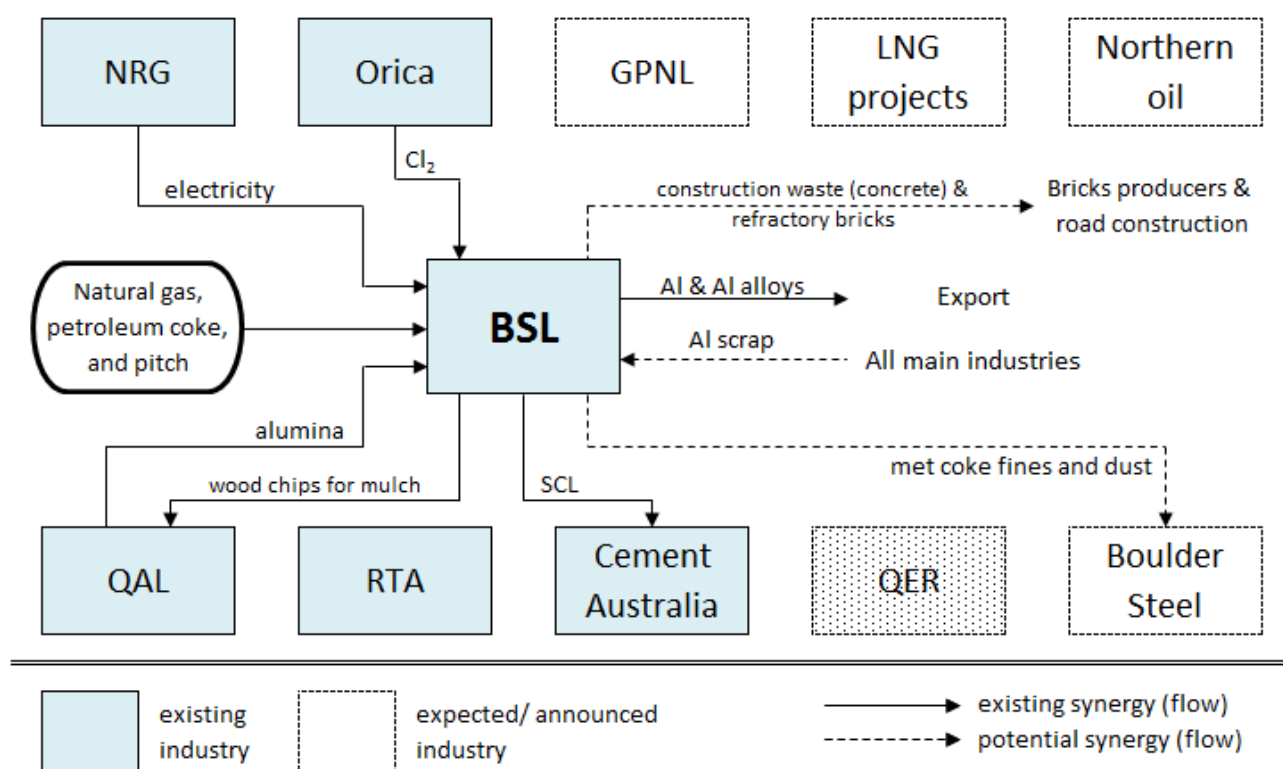 NRG
Orica
GPNL
LNG
projects
Northern
oil
Cl₂
electricity
construction waste (concrete) &
refractory bricks
Bricks producers &
road construction
Natural gas,
petroleum coke,
and pitch
BSL
Al & Al alloys
Export
Al scrap
All main industries
alumina
met coke fines and dust
wood chips for mulch
SCL
QAL
RTA
Cement
Australia
QER
Boulder
Steel
existing
industry
expected/ announced
industry
existing synergy (flow)
potential synergy (flow)